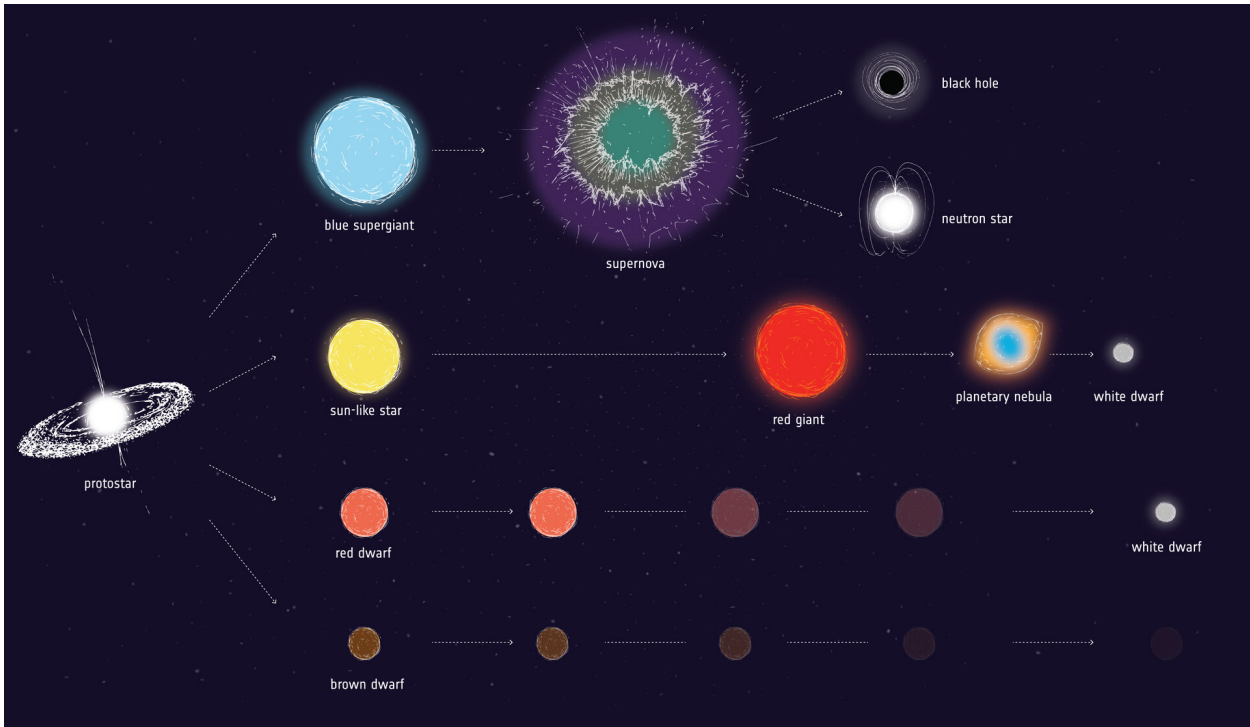 black hole
blue supergiant
neutron star
supernova
sun-like star
red giant
planetary nebula
white dwarf
protostar
red dwarf
white dwarf
brown dwarf